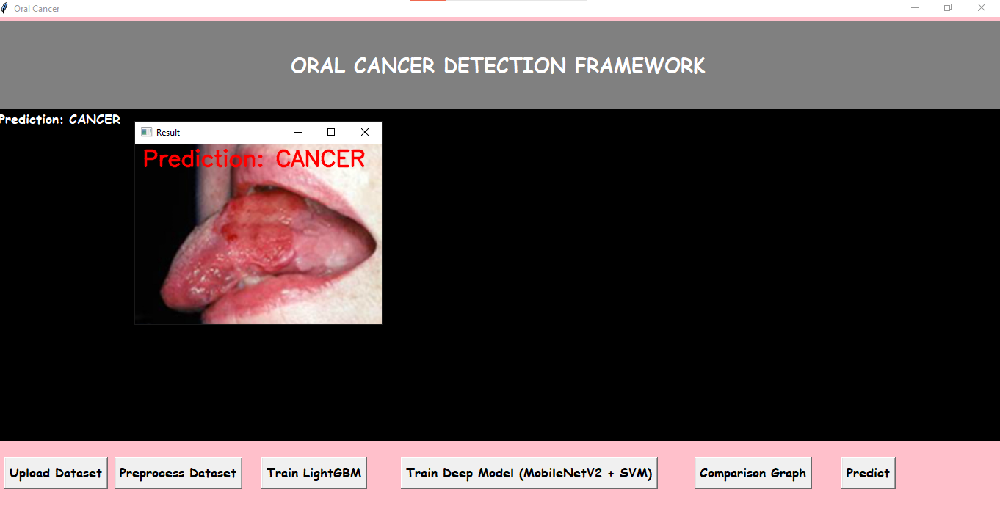 Oral Cancer
ORAL CANCER DETECTION FRAMEWORK
Prediction: CANCER
Result
Prediction: CANCER
Upload Dataset
Preprocess Dataset
Train LightGBM
Train Deep Model (MobileNetV2 + SVM)
Comparison Graph
Predict